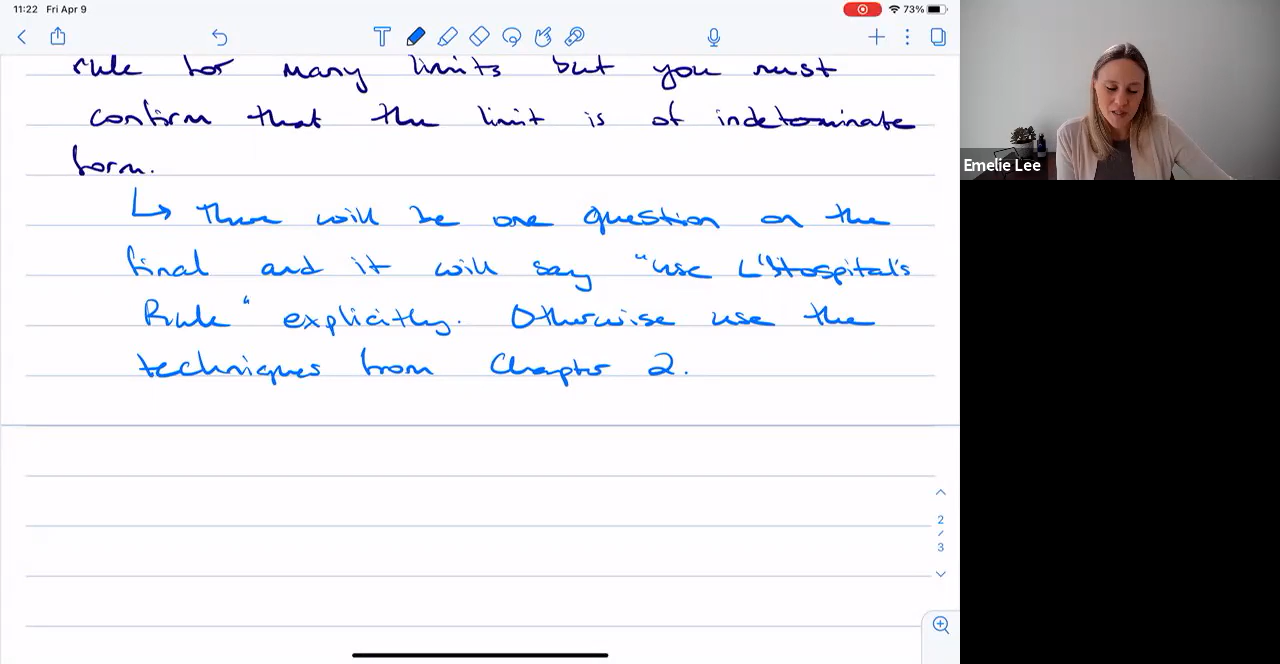 11:22 Fri Apr 9
73%
rule for many limits but you must
confirm that the limit is of indeterminate
form.
↳ There will be one question on the
final and it will say "use L'Hospital's
Rule" explicitly. Otherwise use the
techniques from Chapter 2.
2
/
3
Emelie Lee